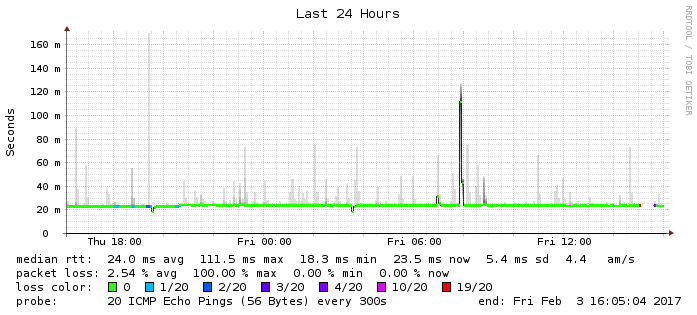 Last 24 Hours
RRDTOOL / TOBI OETIKER
Seconds
160 m
140 m
120 m
100 m
80 m
60 m
40 m
20 m
0
Thu 18:00 Fri 00:00 Fri 06:00 Fri 12:00
median rtt: 24.0 ms avg 111.5 ms max 18.3 ms min 23.5 ms now 5.4 ms sd 4.4 am/s
packet loss: 2.54 % avg 100.00 % max 0.00 % min 0.00 % now
loss color: 0 1/20 2/20 3/20 4/20 10/20 19/20
probe: 20 ICMP Echo Pings (56 Bytes) every 300s end: Fri Feb 3 16:05:04 2017